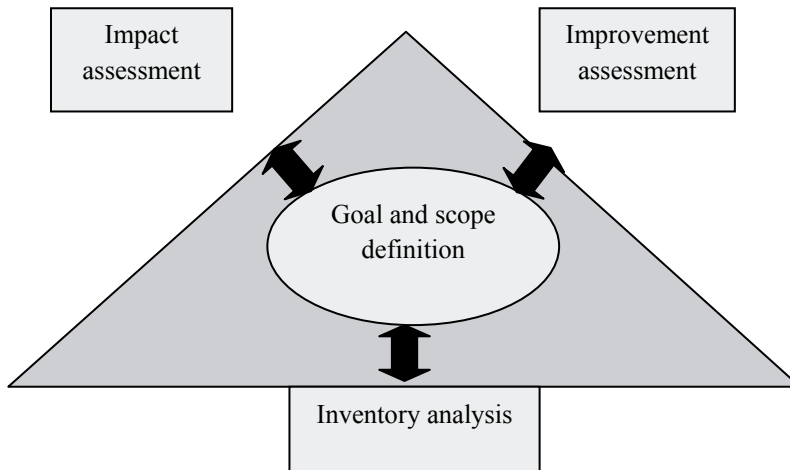 Impact
assessment
Improvement
assessment
Goal and scope
definition
Inventory analysis